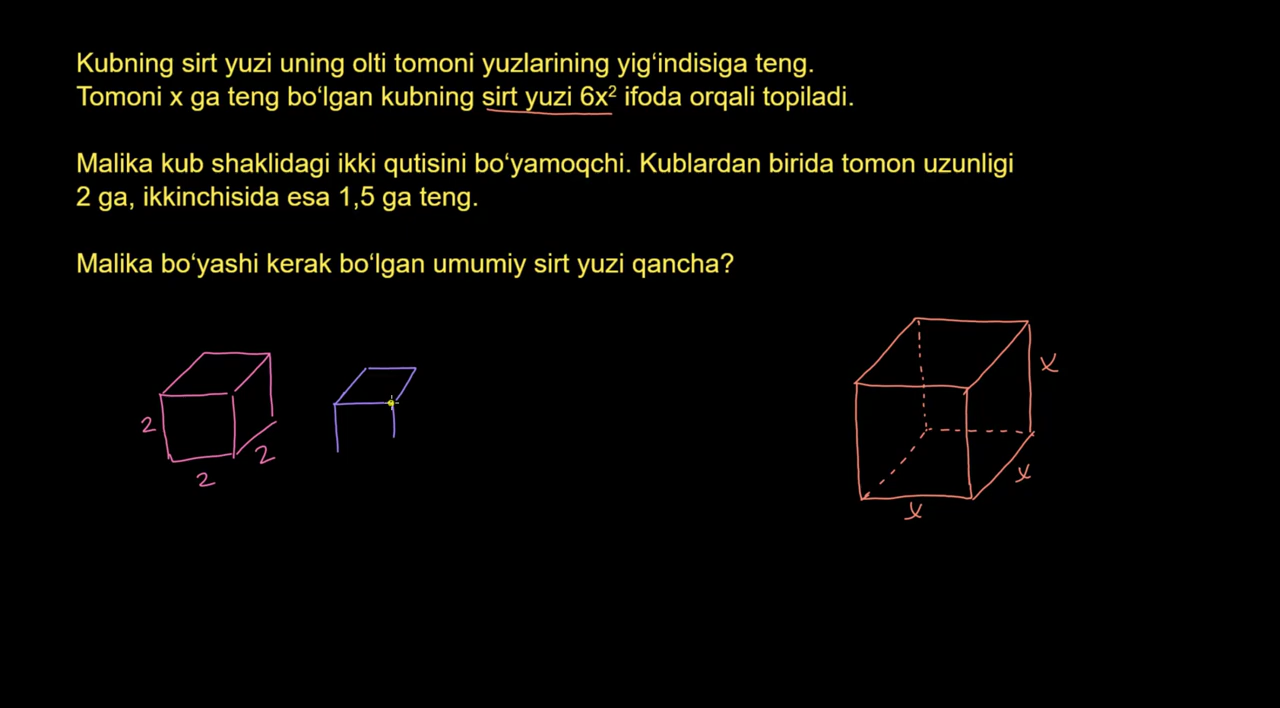 Kubning sirt yuzi uning olti tomoni yuzlarining yig‘indisiga teng.
Tomoni x ga teng bo‘lgan kubning sirt yuzi 6x² ifoda orqali topiladi.
Malika kub shaklidagi ikki qutisini bo‘yamoqchi. Kublardan birida tomon uzunligi
2 ga, ikkinchisida esa 1,5 ga teng.
Malika bo‘yashi kerak bo‘lgan umumiy sirt yuzi qancha?
x
2
2
2
x
x